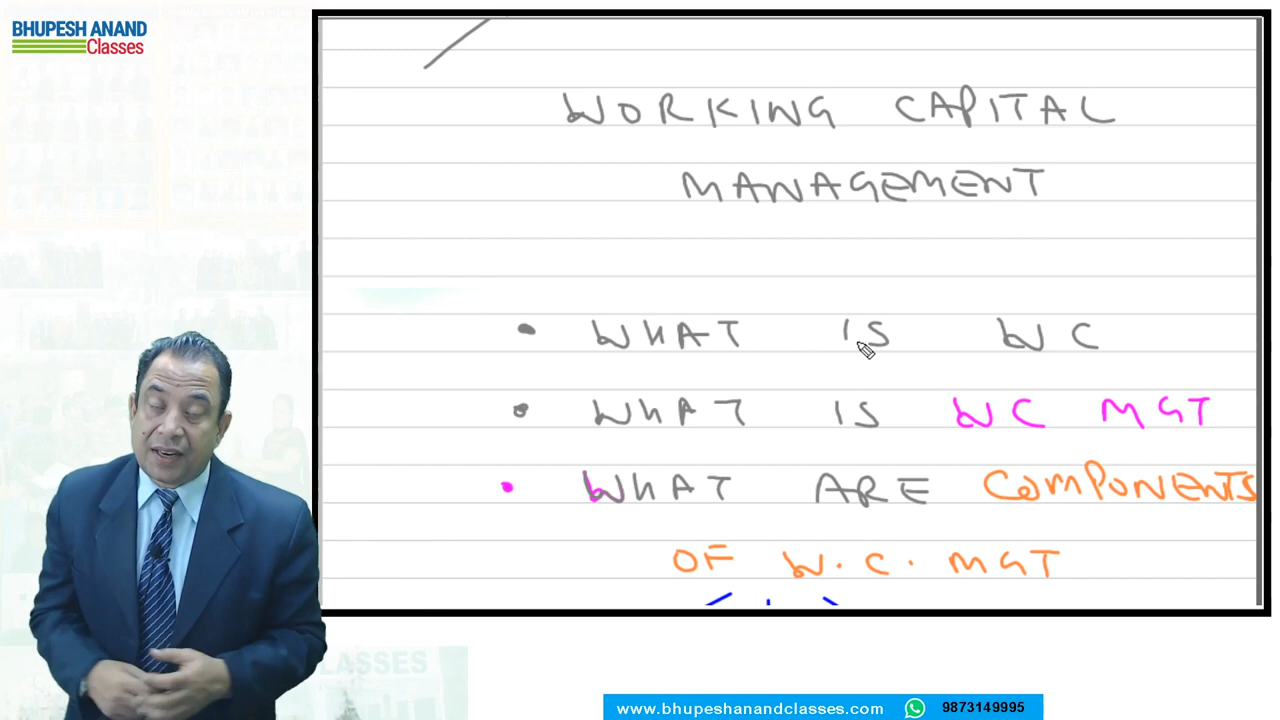 BHUPESH ANAND
Classes
WORKING CAPITAL
MANAGEMENT
• WHAT IS WC
• WHAT IS WC MGT
• WHAT ARE COMPONENTS
OF W.C. MGT
CLASSES
www.bhupeshanandclasses.com 9873149995